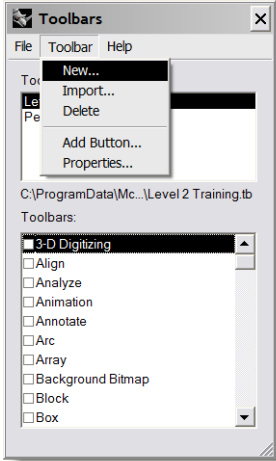 Toolbars
File Toolbar Help
New...
Import...
Delete
Add Button...
Properties...
C:\ProgramData\Mc...\Level 2 Training.tb
Toolbars:
3-D Digitizing
Align
Analyze
Animation
Annotate
Arc
Array
Background Bitmap
Block
Box